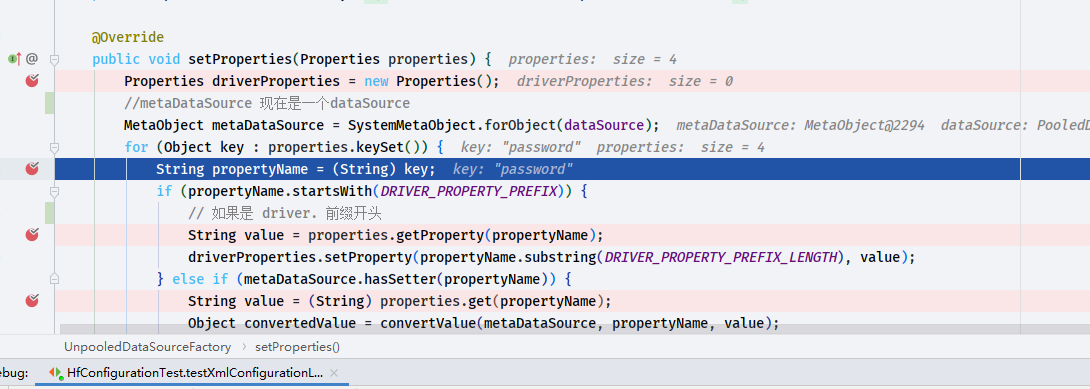 @Override
public void setProperties(Properties properties) { properties: size = 4
Properties driverProperties = new Properties(); driverProperties: size = 0
//metaDataSource 现在是一个dataSource
MetaObject metaDataSource = SystemMetaObject.forObject(dataSource); metaDataSource: MetaObject@2294 dataSource: PooledD
for (Object key : properties.keySet()) { key: "password" properties: size = 4
String propertyName = (String) key; key: "password"
if (propertyName.startsWith(DRIVER_PROPERTY_PREFIX)) {
// 如果是 driver. 前缀开头
String value = properties.getProperty(propertyName);
driverProperties.setProperty(propertyName.substring(DRIVER_PROPERTY_PREFIX_LENGTH), value);
} else if (metaDataSource.hasSetter(propertyName)) {
String value = (String) properties.get(propertyName);
Object convertedValue = convertValue(metaDataSource, propertyName, value);
UnpooledDataSourceFactory › setProperties()
ebug: HfConfigurationTest.testXmlConfigurationL... ×